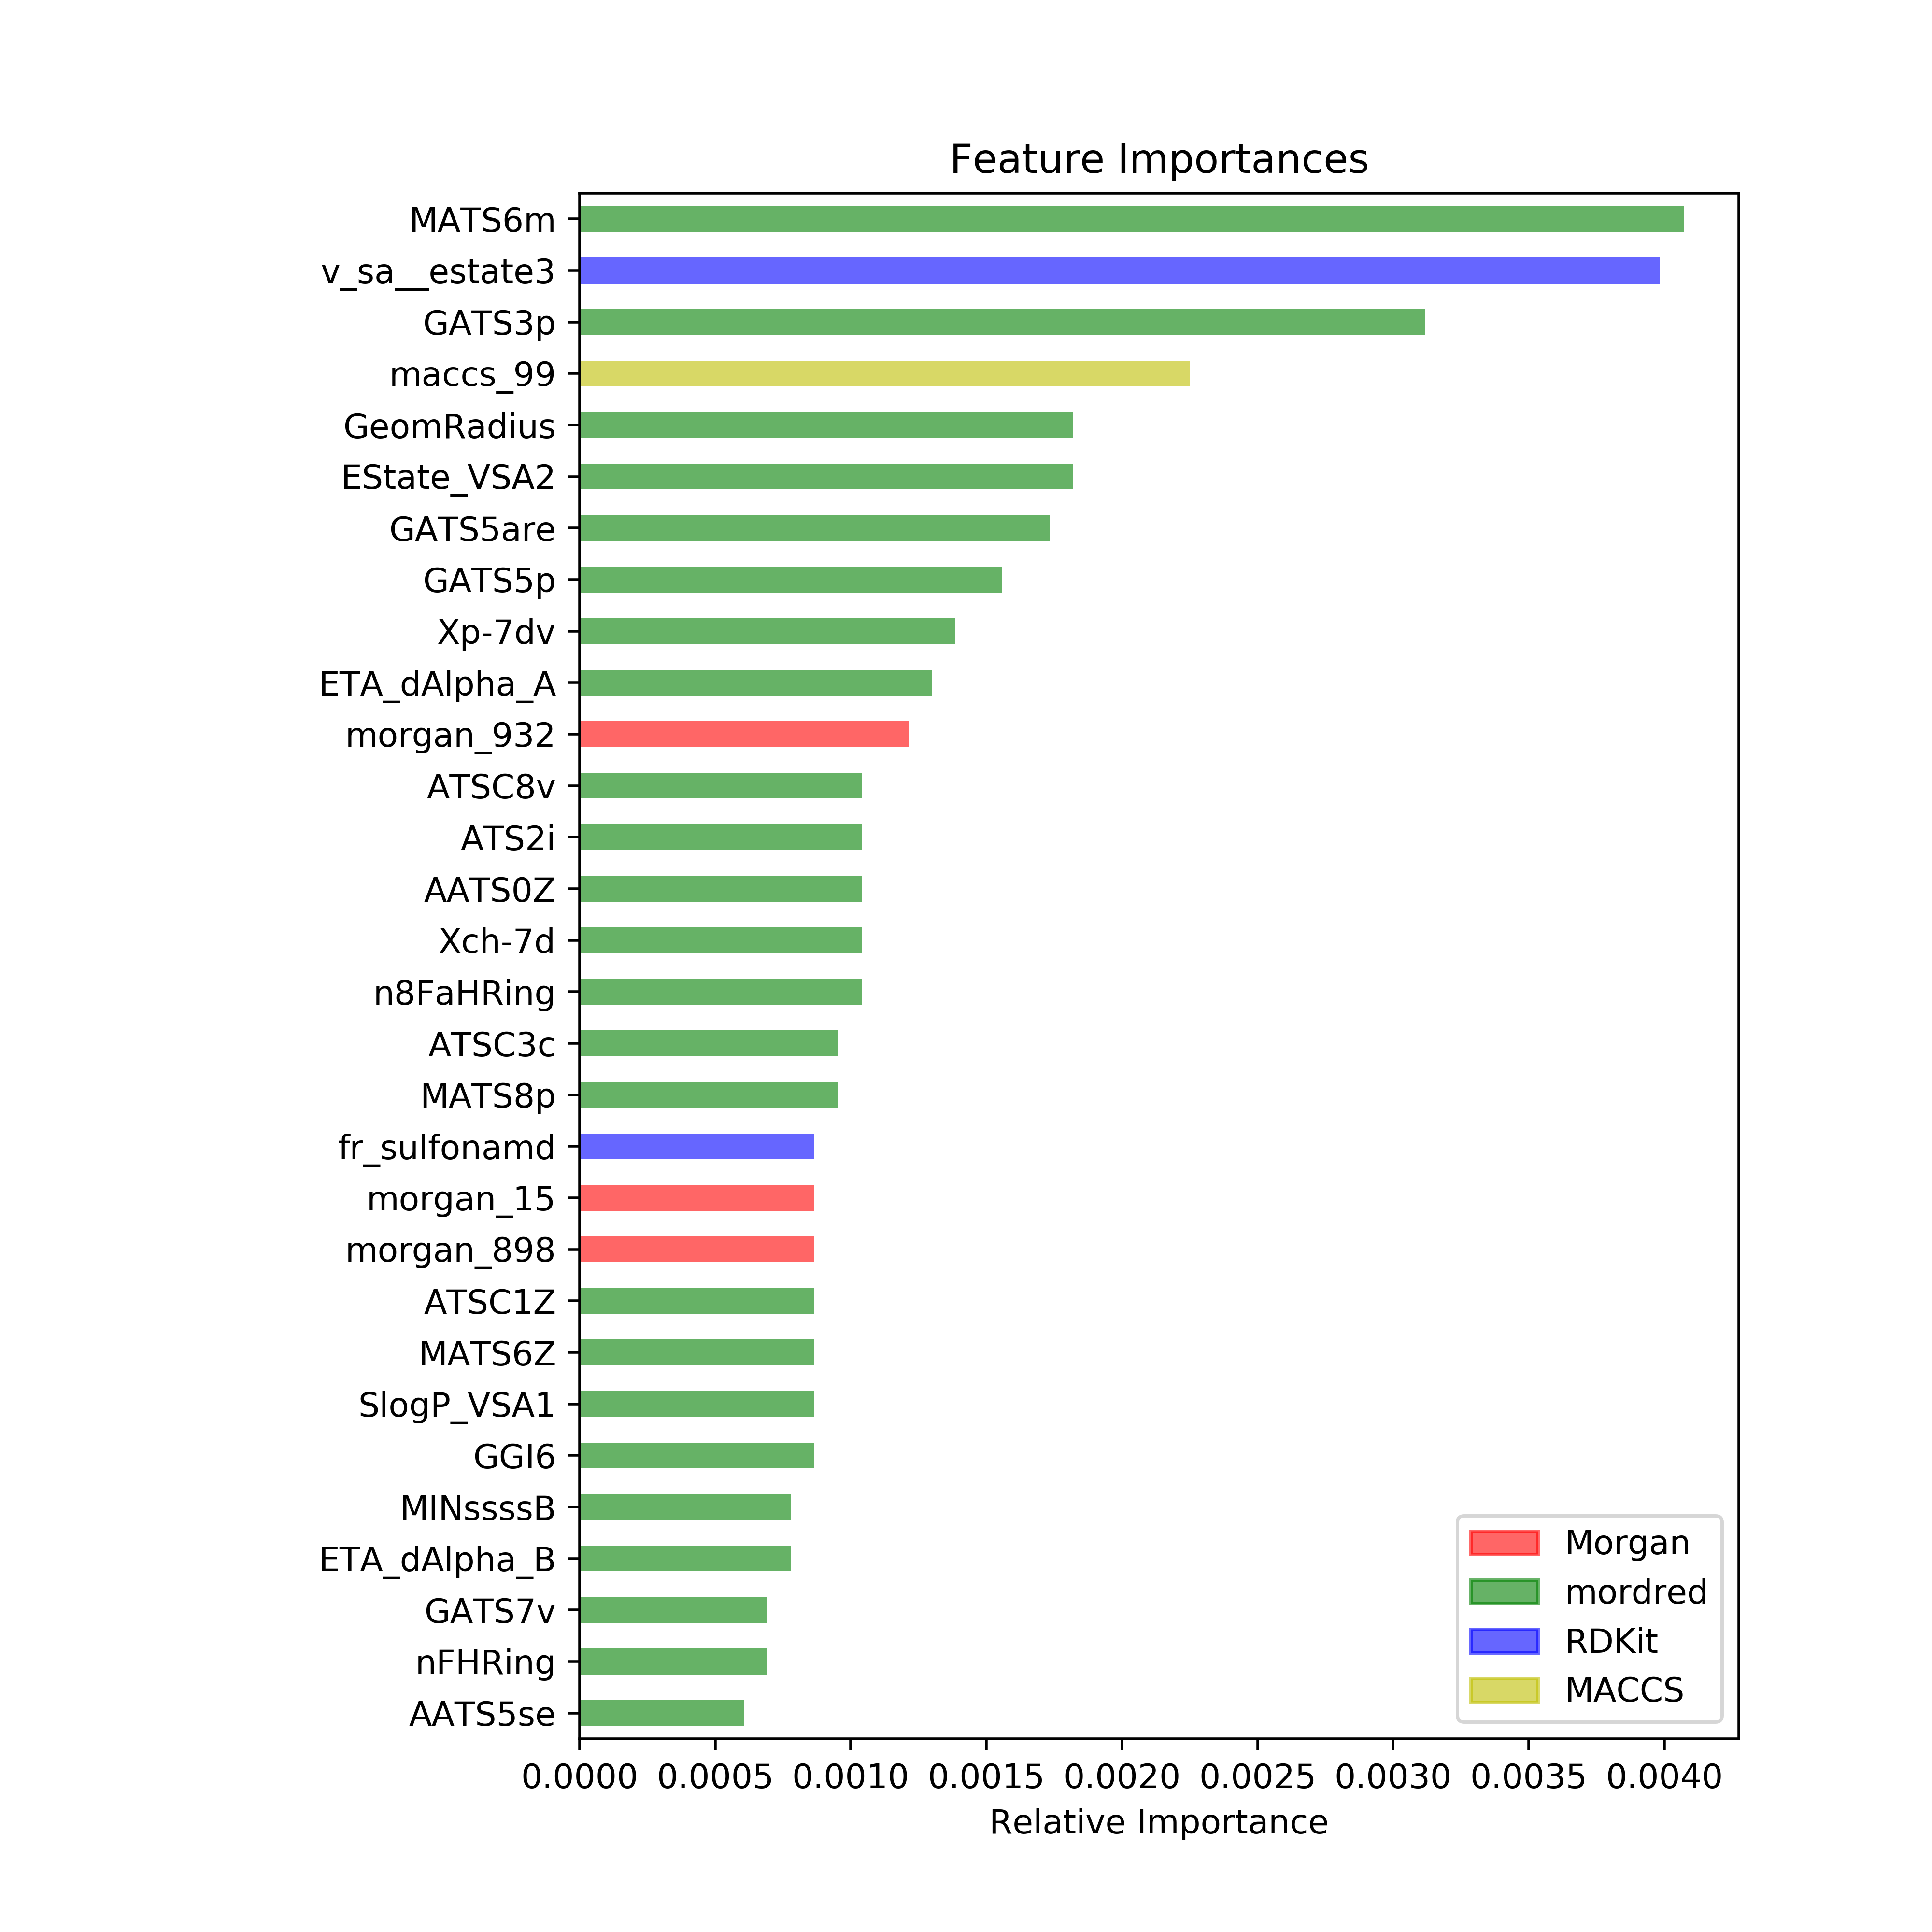 Feature Importances
MATS6m
v_sa__estate3
GATS3p
maccs_99
GeomRadius
EState_VSA2
GATS5are
GATS5p
Xp-7dv
ETA_dAlpha_A
morgan_932
ATSC8v
ATS2i
AATS0Z
Xch-7d
n8FaHRing
ATSC3c
MATS8p
fr_sulfonamd
morgan_15
morgan_898
ATSC1Z
MATS6Z
SlogP_VSA1
GGI6
MINssssB
ETA_dAlpha_B
GATS7v
nFHRing
AATS5se
Morgan
mordred
RDKit
MACCS
0.0000 0.0005 0.0010 0.0015 0.0020 0.0025 0.0030 0.0035 0.0040
Relative Importance